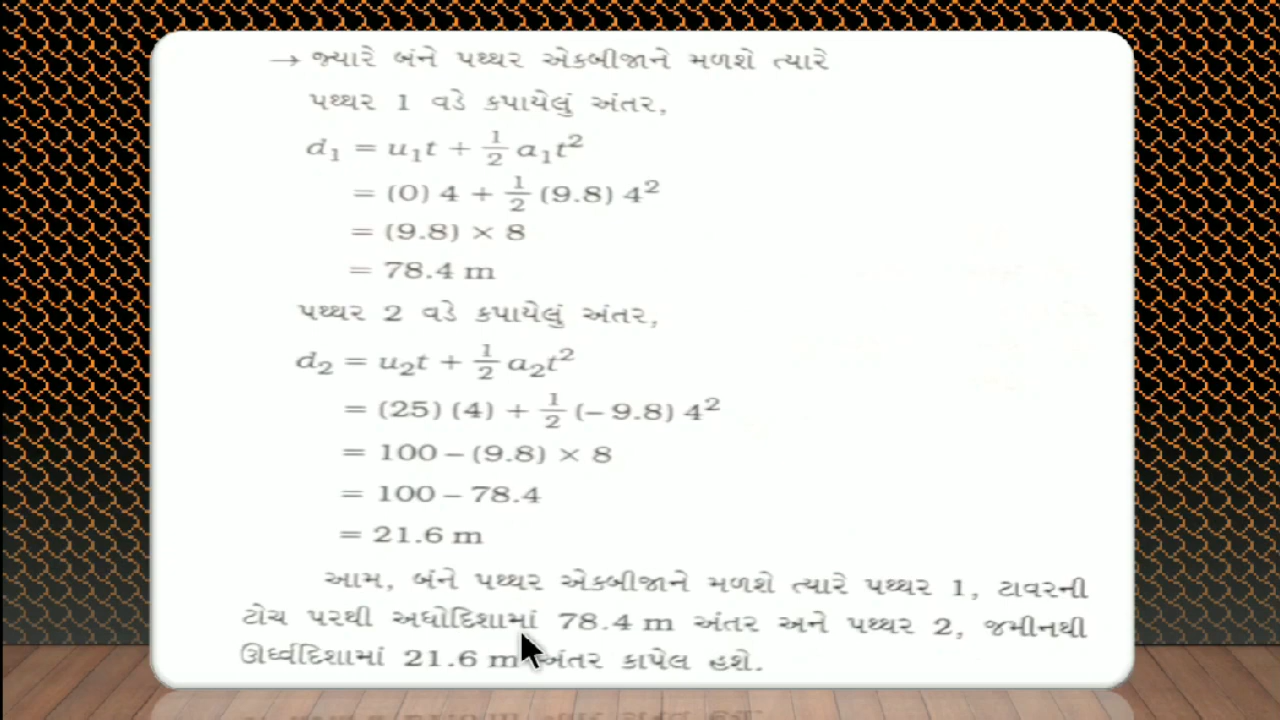 → જ્યારે બંને પથ્થર એકબીજાને મળશે ત્યારે
પથ્થર 1 વડે કપાયેલું અંતર,
d₁ = u₁t + 1/2 a₁t²
= (0) 4 + 1/2 (9.8) 4²
= (9.8) × 8
= 78.4 m
પથ્થર 2 વડે કપાયેલું અંતર,
d₂ = u₂t + 1/2 a₂t²
= (25) (4) + 1/2 (– 9.8) 4²
= 100 – (9.8) × 8
= 100 – 78.4
= 21.6 m
આમ, બંને પથ્થર એકબીજાને મળશે ત્યારે પથ્થર 1, ટાવરની
ટોચ પરથી અધોદિશામાં 78.4 m અંતર અને પથ્થર 2, જમીનથી
ઊર્ધ્વદિશામાં 21.6 m અંતર કાપેલ હશે.